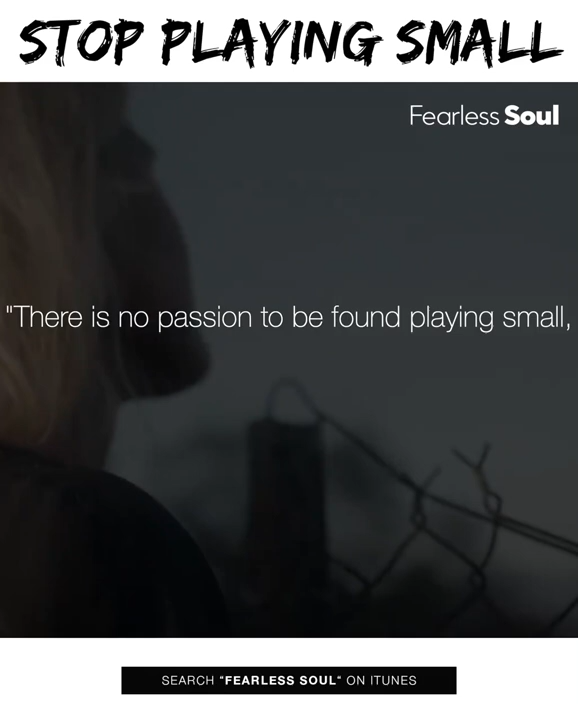 STOP PLAYING SMALL
Fearless Soul
"There is no passion to be found playing small,
SEARCH “FEARLESS SOUL“ ON ITUNES